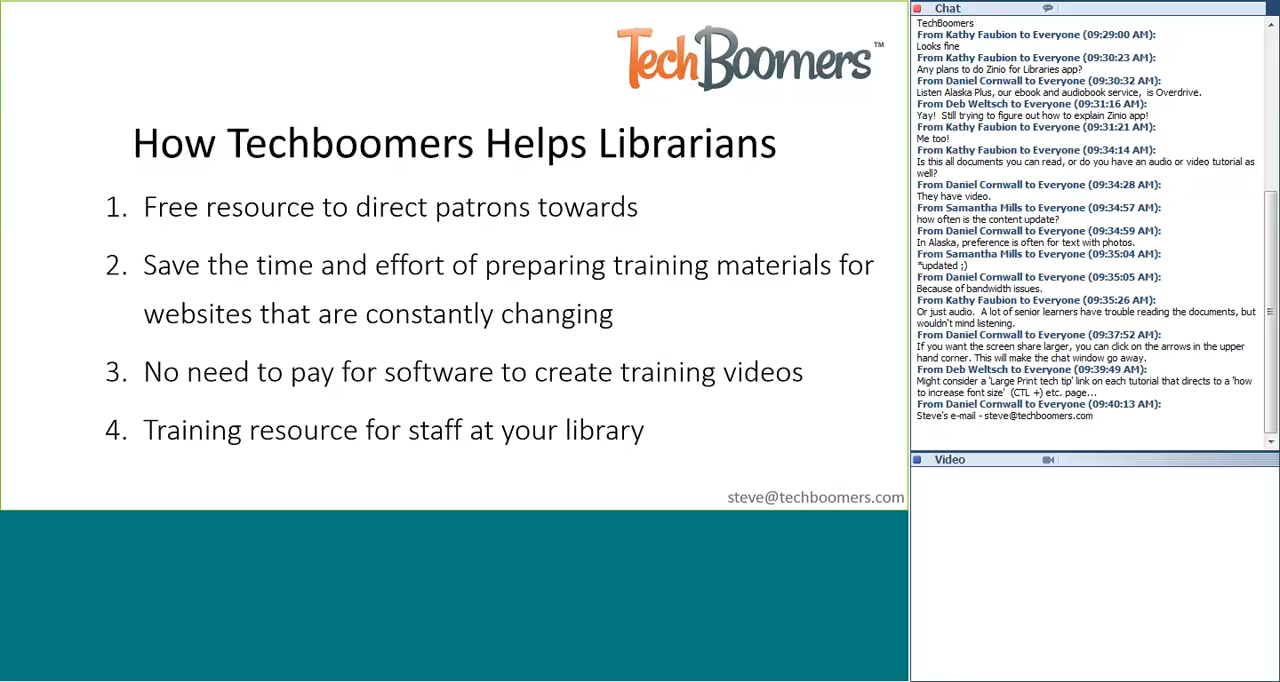 TechBoomers™
How Techboomers Helps Librarians
1. Free resource to direct patrons towards
2. Save the time and effort of preparing training materials for
websites that are constantly changing
3. No need to pay for software to create training videos
4. Training resource for staff at your library
steve@techboomers.com
Chat
TechBoomers
From Kathy Faubion to Everyone (09:29:00 AM):
Looks fine
From Kathy Faubion to Everyone (09:30:23 AM):
Any plans to do Zinio for Libraries app?
From Daniel Cornwall to Everyone (09:30:32 AM):
Listen Alaska Plus, our ebook and audiobook service, is Overdrive.
From Deb Weltsch to Everyone (09:31:16 AM):
Yay! Still trying to figure out how to explain Zinio app!
From Kathy Faubion to Everyone (09:31:21 AM):
Me too!
From Kathy Faubion to Everyone (09:34:14 AM):
Is this all documents you can read, or do you have an audio or video tutorial as
well?
From Daniel Cornwall to Everyone (09:34:28 AM):
They have video.
From Samantha Mills to Everyone (09:34:57 AM):
how often is the content update?
From Daniel Cornwall to Everyone (09:34:59 AM):
In Alaska, preference is often for text with photos.
From Samantha Mills to Everyone (09:35:04 AM):
*updated ;)
From Daniel Cornwall to Everyone (09:35:05 AM):
Because of bandwidth issues.
From Kathy Faubion to Everyone (09:35:26 AM):
Or just audio. A lot of senior learners have trouble reading the documents, but
wouldn't mind listening.
From Daniel Cornwall to Everyone (09:37:52 AM):
If you want the screen share larger, you can click on the arrows in the upper
hand corner. This will make the chat window go away.
From Deb Weltsch to Everyone (09:39:49 AM):
Might consider a 'Large Print tech tip' link on each tutorial that directs to a 'how
to increase font size' (CTL +) etc. page...
From Daniel Cornwall to Everyone (09:40:13 AM):
Steve's e-mail - steve@techboomers.com
Video